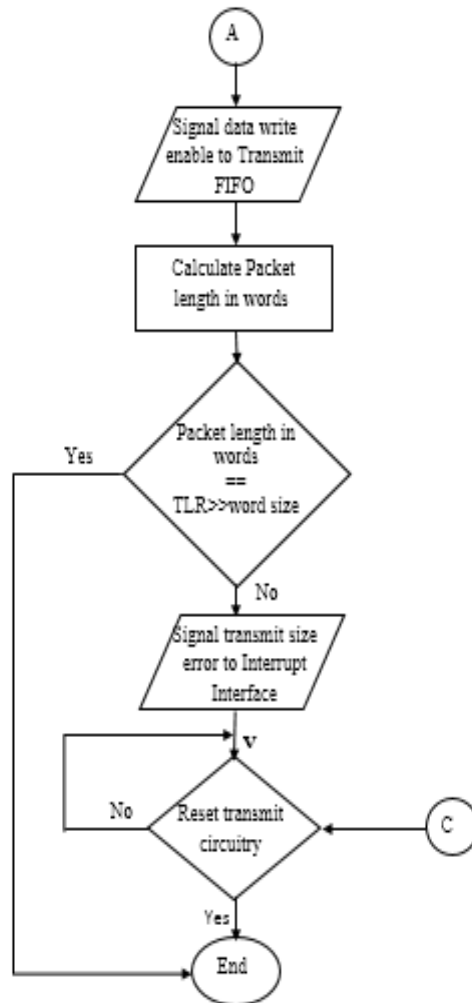 A
Signal data write
enable to Transmit
FIFO
Calculate Packet
length in words
Packet length in
words
==
TLR>>word size
Yes
No
Signal transmit size
error to Interrupt
Interface
v
No
Reset transmit
circuitry
C
Yes
End